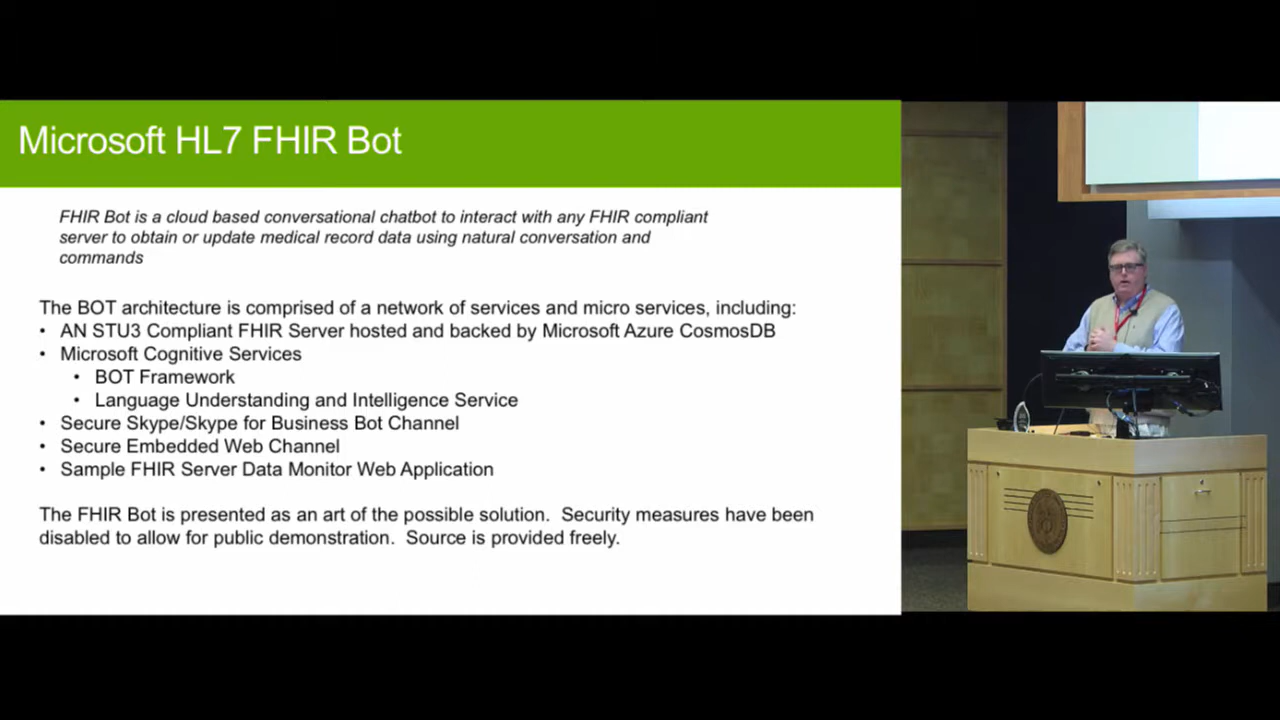 Microsoft HL7 FHIR Bot
FHIR Bot is a cloud based conversational chatbot to interact with any FHIR compliant
server to obtain or update medical record data using natural conversation and
commands
The BOT architecture is comprised of a network of services and micro services, including:
• AN STU3 Compliant FHIR Server hosted and backed by Microsoft Azure CosmosDB
• Microsoft Cognitive Services
• BOT Framework
• Language Understanding and Intelligence Service
• Secure Skype/Skype for Business Bot Channel
• Secure Embedded Web Channel
• Sample FHIR Server Data Monitor Web Application
The FHIR Bot is presented as an art of the possible solution.  Security measures have been
disabled to allow for public demonstration.  Source is provided freely.